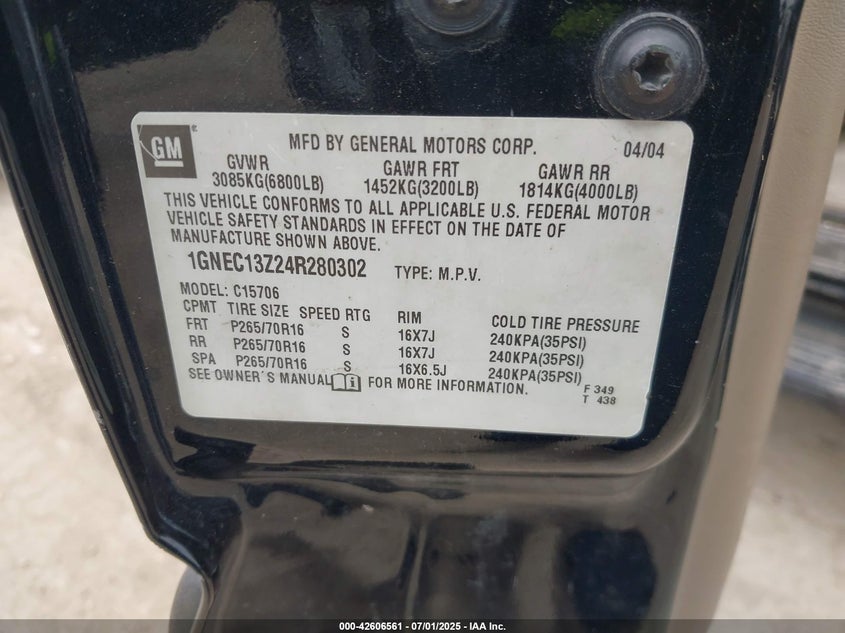 GM ®
MFD BY GENERAL MOTORS CORP. 04/04
GVWR GAWR FRT GAWR RR
3085KG(6800LB) 1452KG(3200LB) 1814KG(4000LB)
THIS VEHICLE CONFORMS TO ALL APPLICABLE U.S. FEDERAL MOTOR
VEHICLE SAFETY STANDARDS IN EFFECT ON THE DATE OF
MANUFACTURE SHOWN ABOVE.
1GNEC13Z24R280302 TYPE: M.P.V.
MODEL: C15706
CPMT TIRE SIZE SPEED RTG RIM COLD TIRE PRESSURE
FRT P265/70R16 S 16X7J 240KPA(35PSI)
RR P265/70R16 S 16X7J 240KPA(35PSI)
SPA P265/70R16 S 16X6.5J 240KPA(35PSI)
SEE OWNER'S MANUAL i FOR MORE INFORMATION.
F 349
T 438
000-42606561 / 07/01/2025 - IAA Inc.